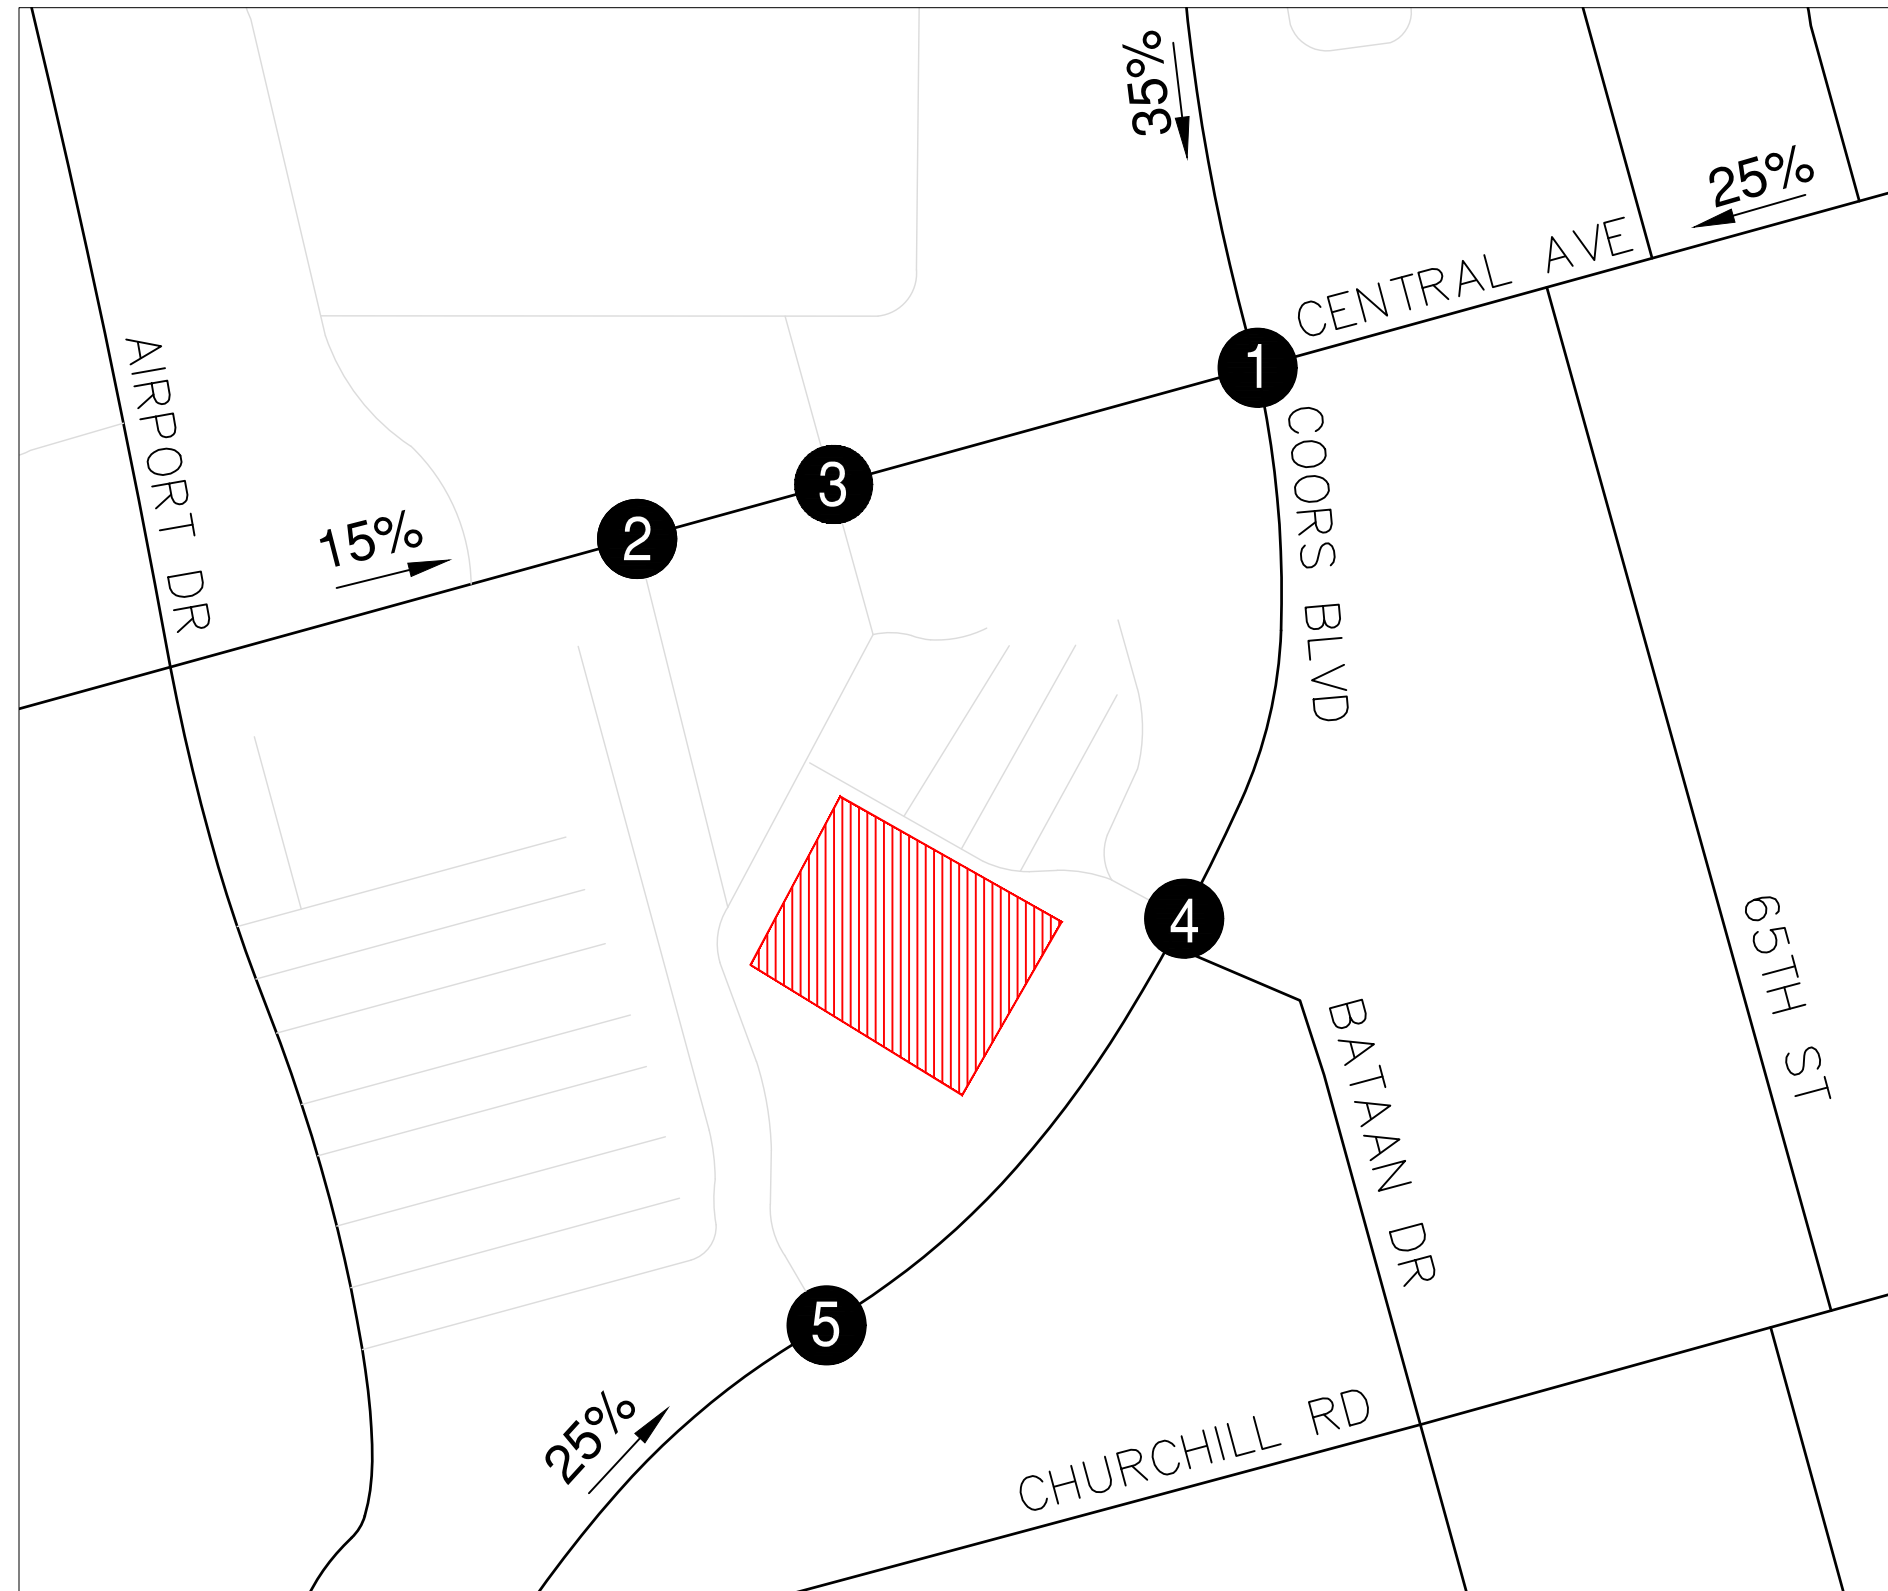 35%
25%
CENTRAL AVE
1
AIRPORT DR
COORS BLVD
3
15%
2
4
65TH ST
BATAAN DR
5
25%
CHURCHILL RD